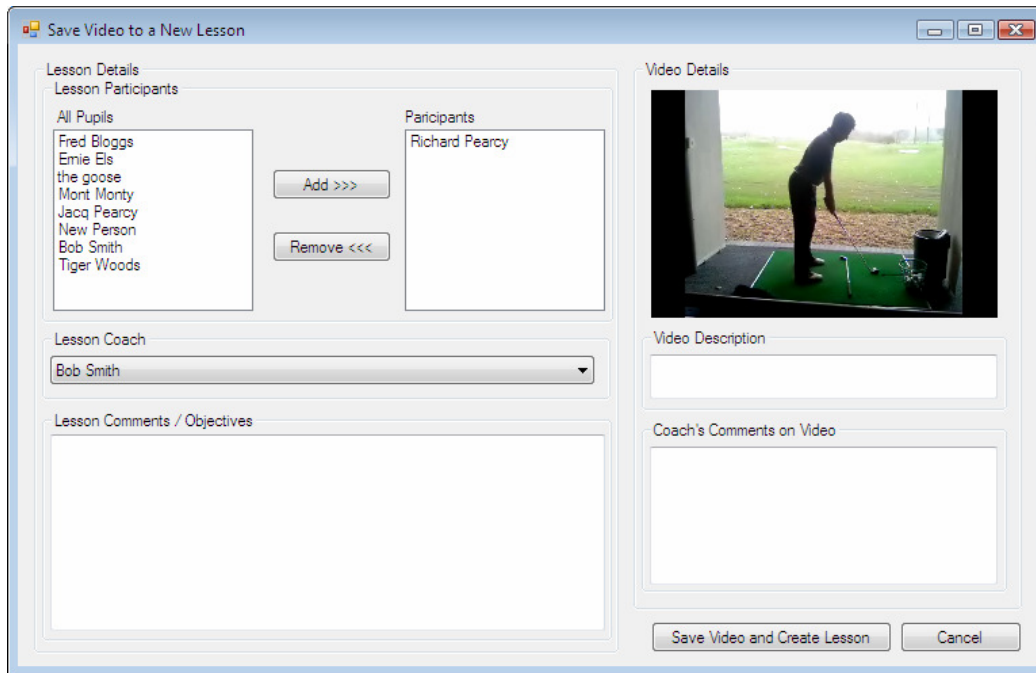 Save Video to a New Lesson
Lesson Details
Lesson Participants
All Pupils
Fred Bloggs
Ernie Els
the goose
Mont Monty
Jacq Pearcy
New Person
Bob Smith
Tiger Woods
Add >>>
Remove <<<
Paricipants
Richard Pearcy
Lesson Coach
Bob Smith
Lesson Comments / Objectives
Video Details
Video Description
Coach's Comments on Video
Save Video and Create Lesson
Cancel